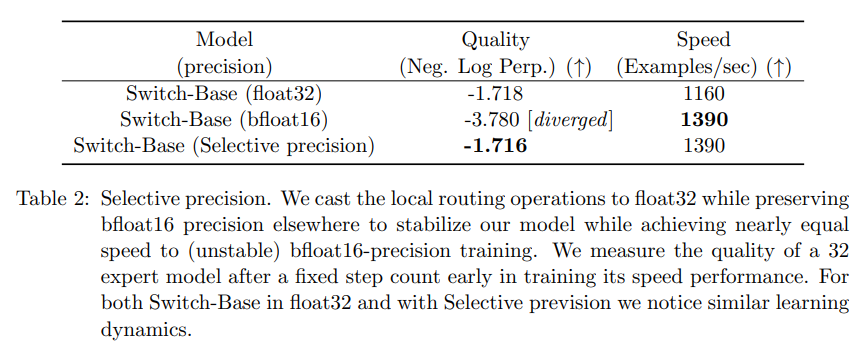 Model Quality Speed
(precision) (Neg. Log Perp.) (↑) (Examples/sec) (↑)
Switch-Base (float32) -1.718 1160
Switch-Base (bfloat16) -3.780 [diverged] 1390
Switch-Base (Selective precision) -1.716 1390
Table 2: Selective precision. We cast the local routing operations to float32 while preserving
bfloat16 precision elsewhere to stabilize our model while achieving nearly equal
speed to (unstable) bfloat16-precision training. We measure the quality of a 32
expert model after a fixed step count early in training its speed performance. For
both Switch-Base in float32 and with Selective prevision we notice similar learning
dynamics.